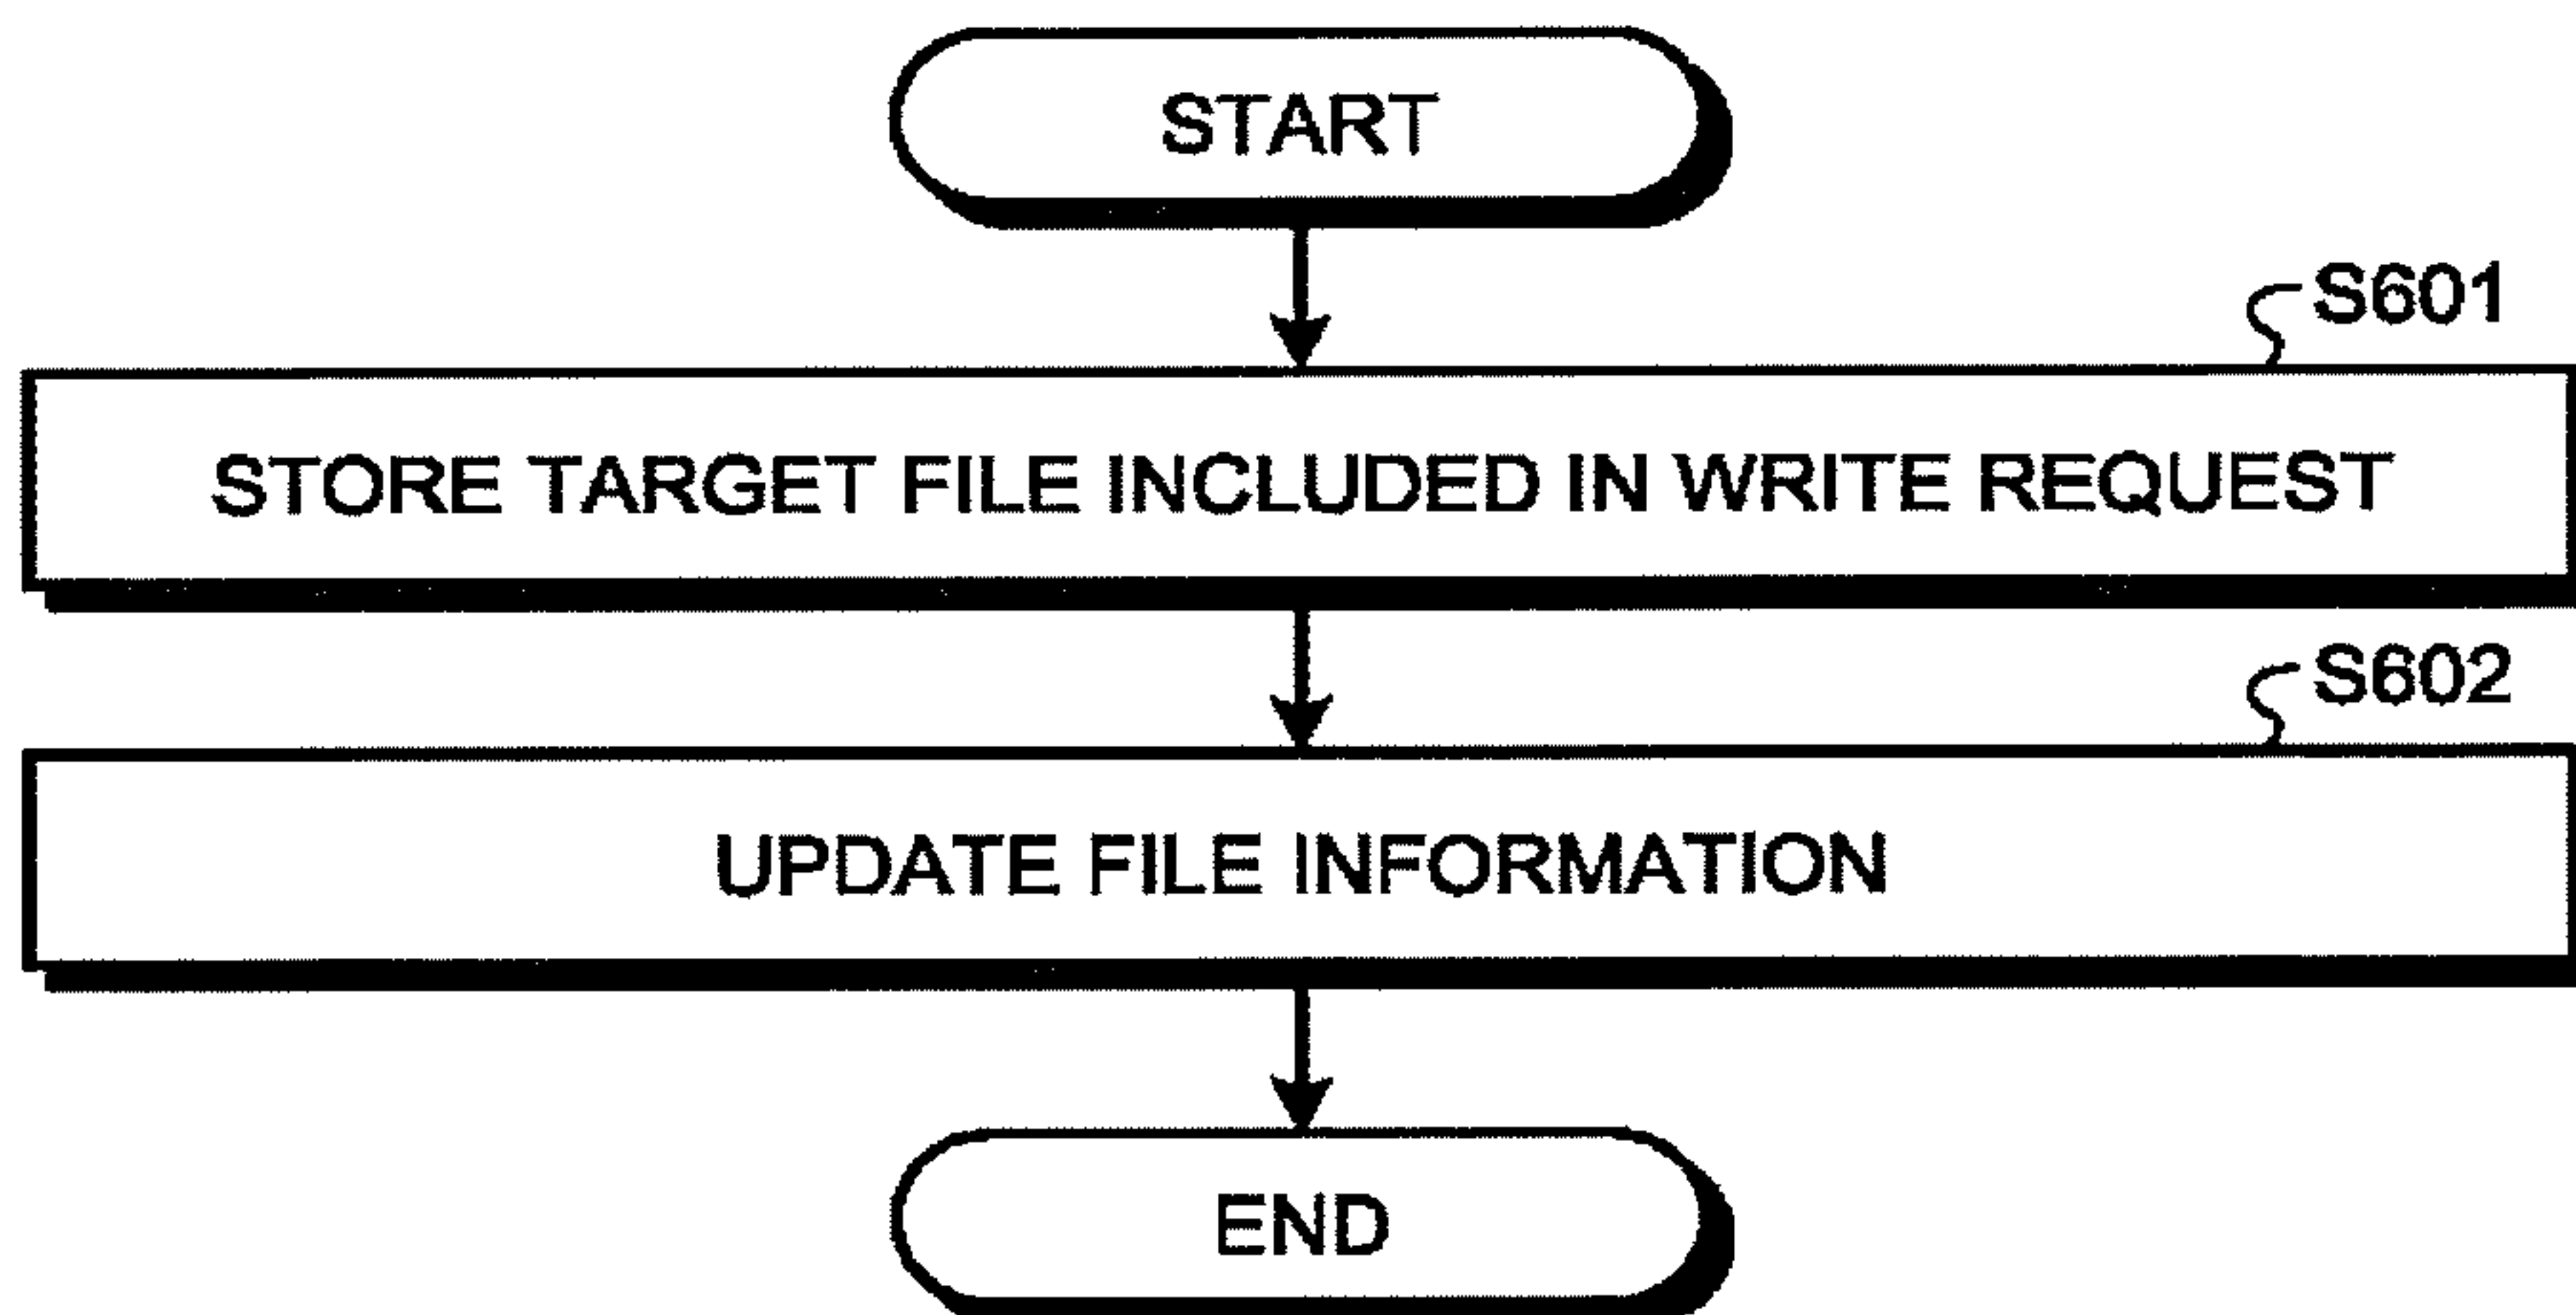 START
S601
STORE TARGET FILE INCLUDED IN WRITE REQUEST
S602
UPDATE FILE INFORMATION
END